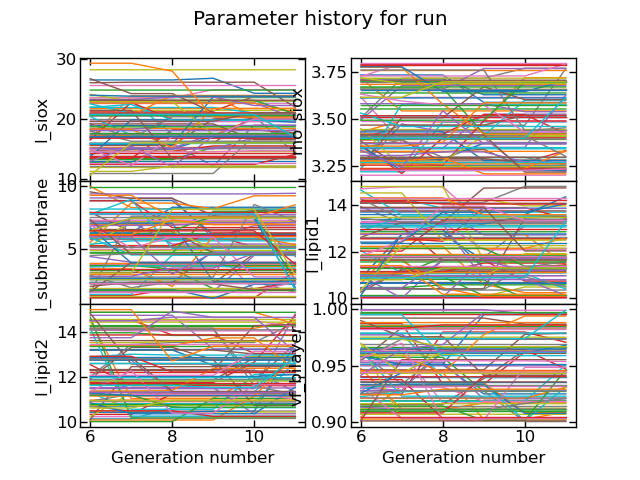 Parameter history for run
30
20
10
l_siox
3.75
3.50
3.25
rho_siox
10
5
l_submembrane
14
12
10
l_lipid1
14
12
10
l_lipid2
1.00
0.95
0.90
vf_bilayer
6 8 10
Generation number
6 8 10
Generation number